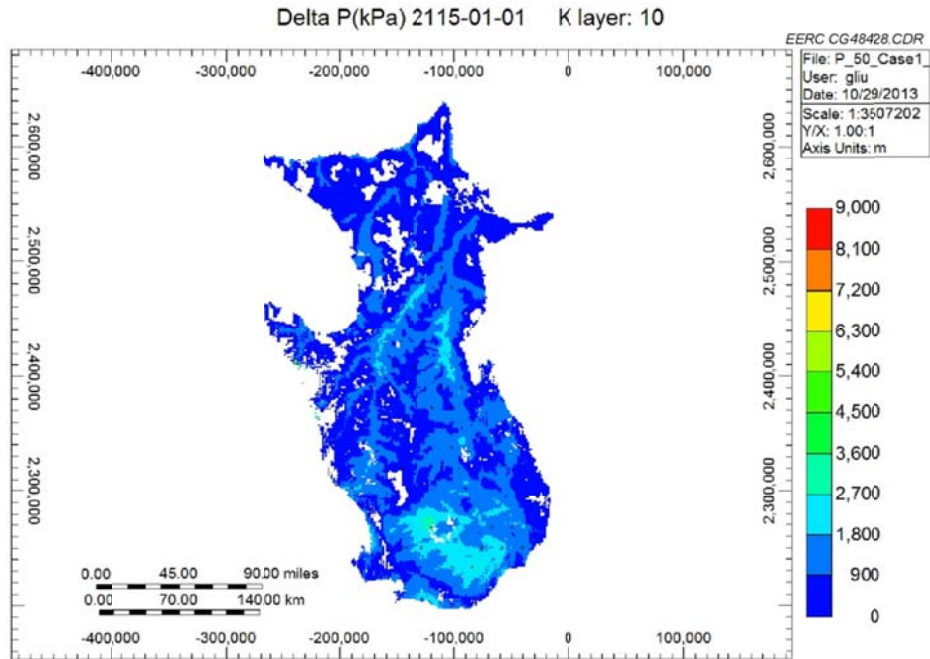 Delta P(kPa) 2115-01-01 K layer: 10
EERC CG48428.CDR
File: P_50_Case1_
User: gliu
Date: 10/29/2013
Scale: 1:3607202
Y/X: 1.00:1
Axis Units: m
-400,000 -300,000 -200,000 -100,000 0 100,000
2,600,000
2,500,000
2,400,000
2,300,000
2,600,000
2,500,000
2,400,000
2,300,000
9,000
8,100
7,200
6,300
5,400
4,500
3,600
2,700
1,800
900
0
0.00 45.00 90.00 miles
0.00 70.00 140.00 km
-400,000 -300,000 -200,000 -100,000 0 100,000